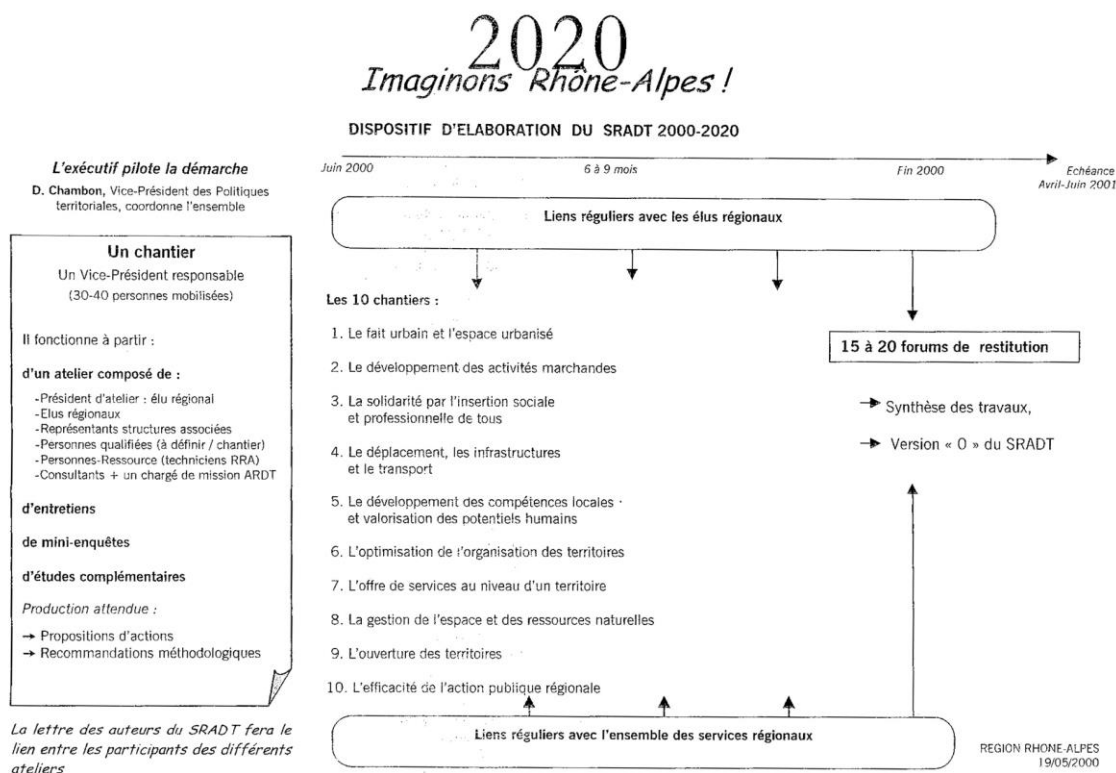 2020
Imaginons Rhône-Alpes !
DISPOSITIF D'ELABORATION DU SRADT 2000-2020
Juin 2000
6 à 9 mois
Fin 2000
Echéance
Avril-Juin 2001
L'exécutif pilote la démarche
D. Chambon, Vice-Président des Politiques
territoriales, coordonne l'ensemble
Un chantier
Un Vice-Président responsable
(30-40 personnes mobilisées)
Il fonctionne à partir :
d'un atelier composé de :
-Président d'atelier : élu régional
-Elus régionaux
-Représentants structures associées
-Personnes qualifiées (à définir / chantier)
-Personnes-Ressource (techniciens RRA)
-Consultants + un chargé de mission ARDT
d'entretiens
de mini-enquêtes
d'études complémentaires
Production attendue :
→ Propositions d'actions
→ Recommandations méthodologiques
La lettre des auteurs du SRADT fera le
lien entre les participants des différents
ateliers
Liens réguliers avec les élus régionaux
Les 10 chantiers :
1. Le fait urbain et l'espace urbanisé
2. Le développement des activités marchandes
3. La solidarité par l'insertion sociale
et professionnelle de tous
4. Le déplacement, les infrastructures
et le transport
5. Le développement des compétences locales
et valorisation des potentiels humains
6. L'optimisation de l'organisation des territoires
7. L'offre de services au niveau d'un territoire
8. La gestion de l'espace et des ressources naturelles
9. L'ouverture des territoires
10. L'efficacité de l'action publique régionale
Liens réguliers avec l'ensemble des services régionaux
15 à 20 forums de restitution
→ Synthèse des travaux,
→ Version « 0 » du SRADT
REGION RHONE-ALPES
19/05/2000